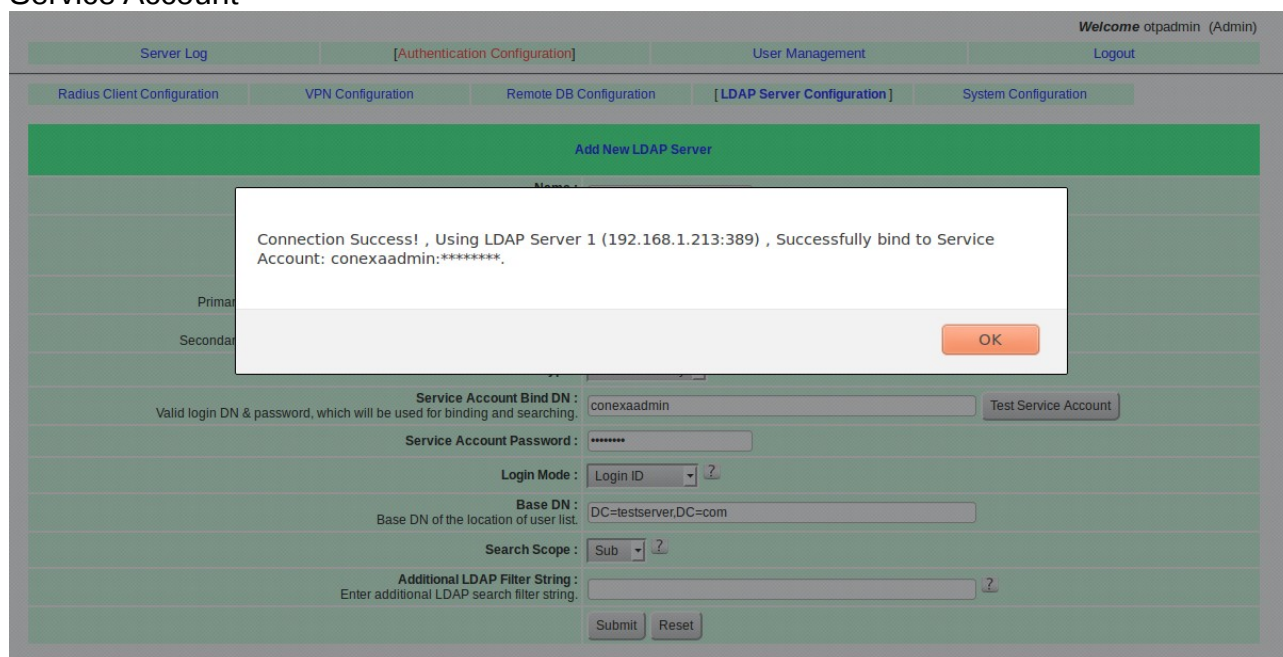 Service Account
Welcome otpadmin (Admin)
Server Log [Authentication Configuration] User Management Logout
Radius Client Configuration VPN Configuration Remote DB Configuration [ LDAP Server Configuration ] System Configuration
Add New LDAP Server
Name :
Connection Success! , Using LDAP Server 1 (192.168.1.213:389) , Successfully bind to Service
Account: conexaadmin:********.
OK
Service Account Bind DN :
Valid login DN & password, which will be used for binding and searching.
conexaadmin Test Service Account
Service Account Password : ••••••••
Login Mode : Login ID ?
Base DN :
Base DN of the location of user list.
DC=testserver,DC=com
Search Scope : Sub ?
Additional LDAP Filter String :
Enter additional LDAP search filter string.
?
Submit Reset